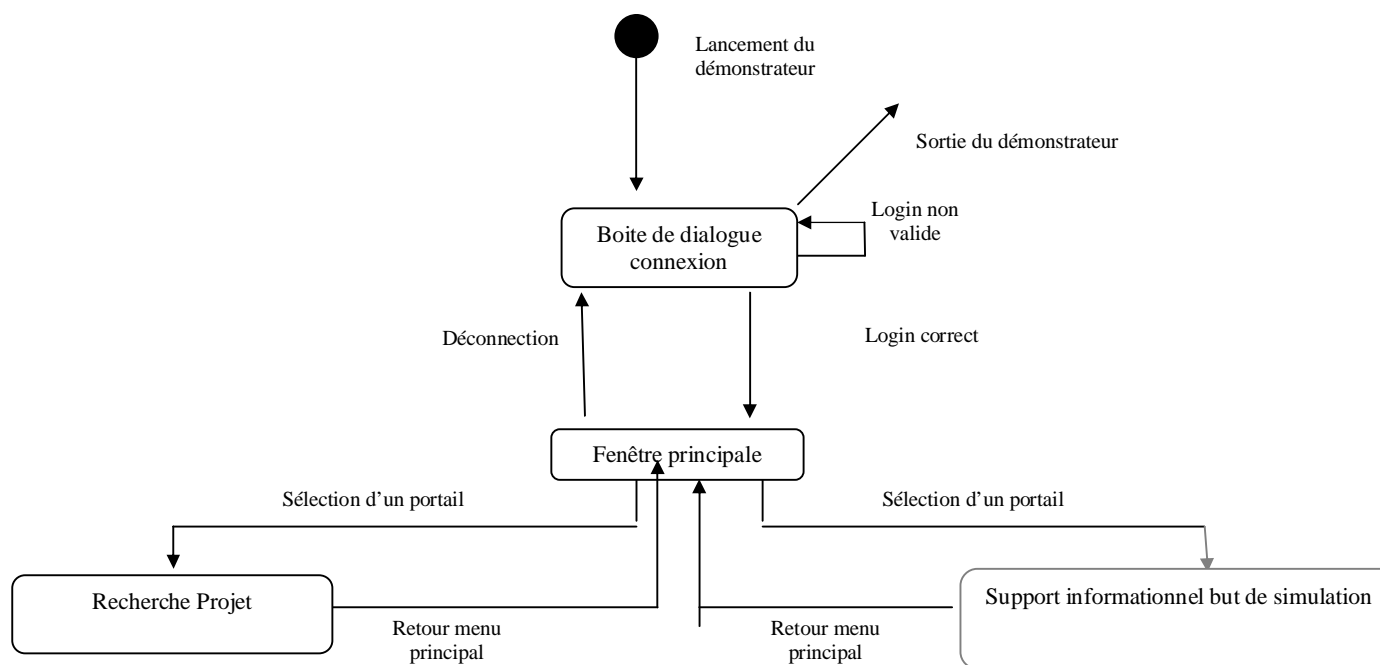 Lancement du
démonstrateur
Sortie du démonstrateur
Login non
valide
Boite de dialogue
connexion
Déconnection
Login correct
Fenêtre principale
Sélection d’un portail
Sélection d’un portail
Recherche Projet
Support informationnel but de simulation
Retour menu
principal
Retour menu
principal